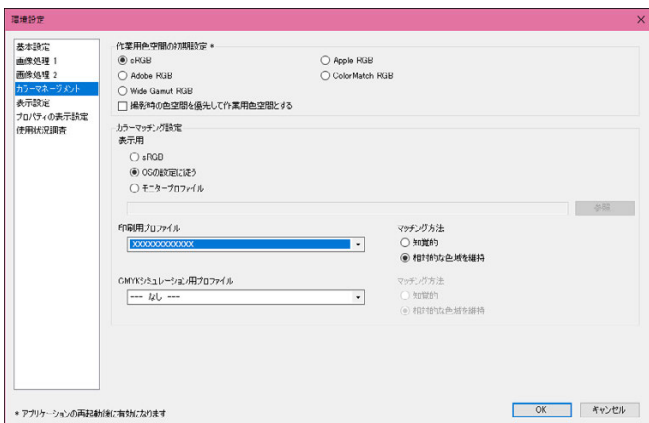 環境設定
基本設定
画像処理 1
画像処理 2
カラーマネージメント
表示設定
プロパティの表示設定
使用状況調査
作業用色空間の初期設定 *
sRGB
Apple RGB
Adobe RGB
ColorMatch RGB
Wide Gamut RGB
撮影時の色空間を優先して作業用色空間とする
カラーマッチング設定
表示用
sRGB
OSの設定に従う
モニタープロファイル
参照...
印刷用プロファイル
XXXXXXXXXXXX
マッチング方法
知覚的
相対的な色域を維持
CMYKシミュレーション用プロファイル
--- なし ---
マッチング方法
知覚的
相対的な色域を維持
* アプリケーションの再起動後に有効になります
OK
キャンセル